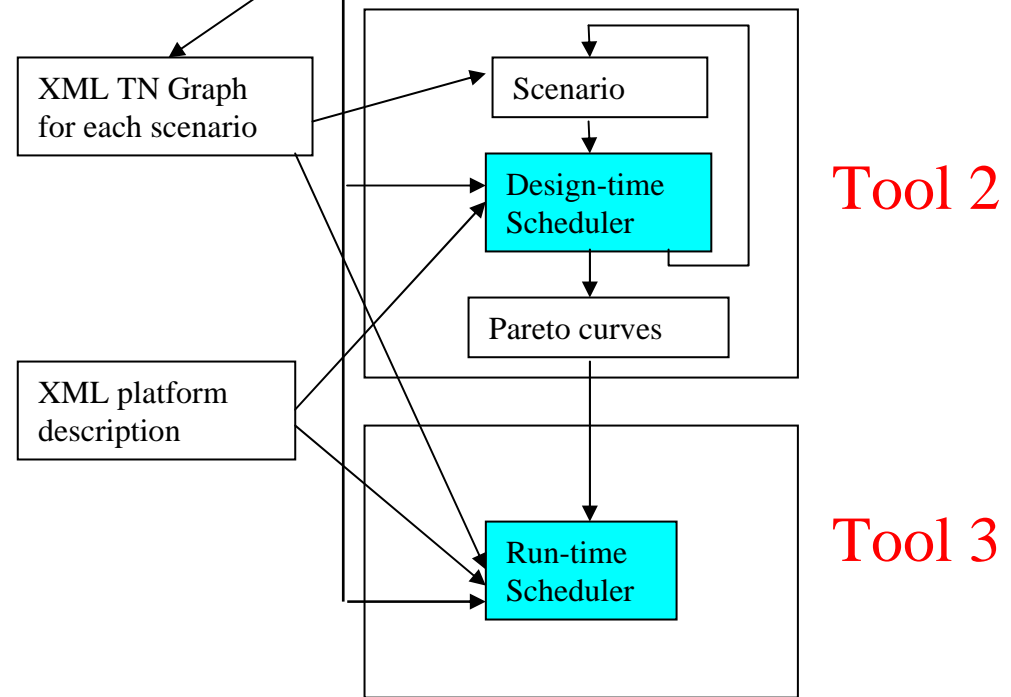 XML TN Graph
for each scenario
Scenario
Design-time
Scheduler
Tool 2
Pareto curves
XML platform
description
Run-time
Scheduler
Tool 3